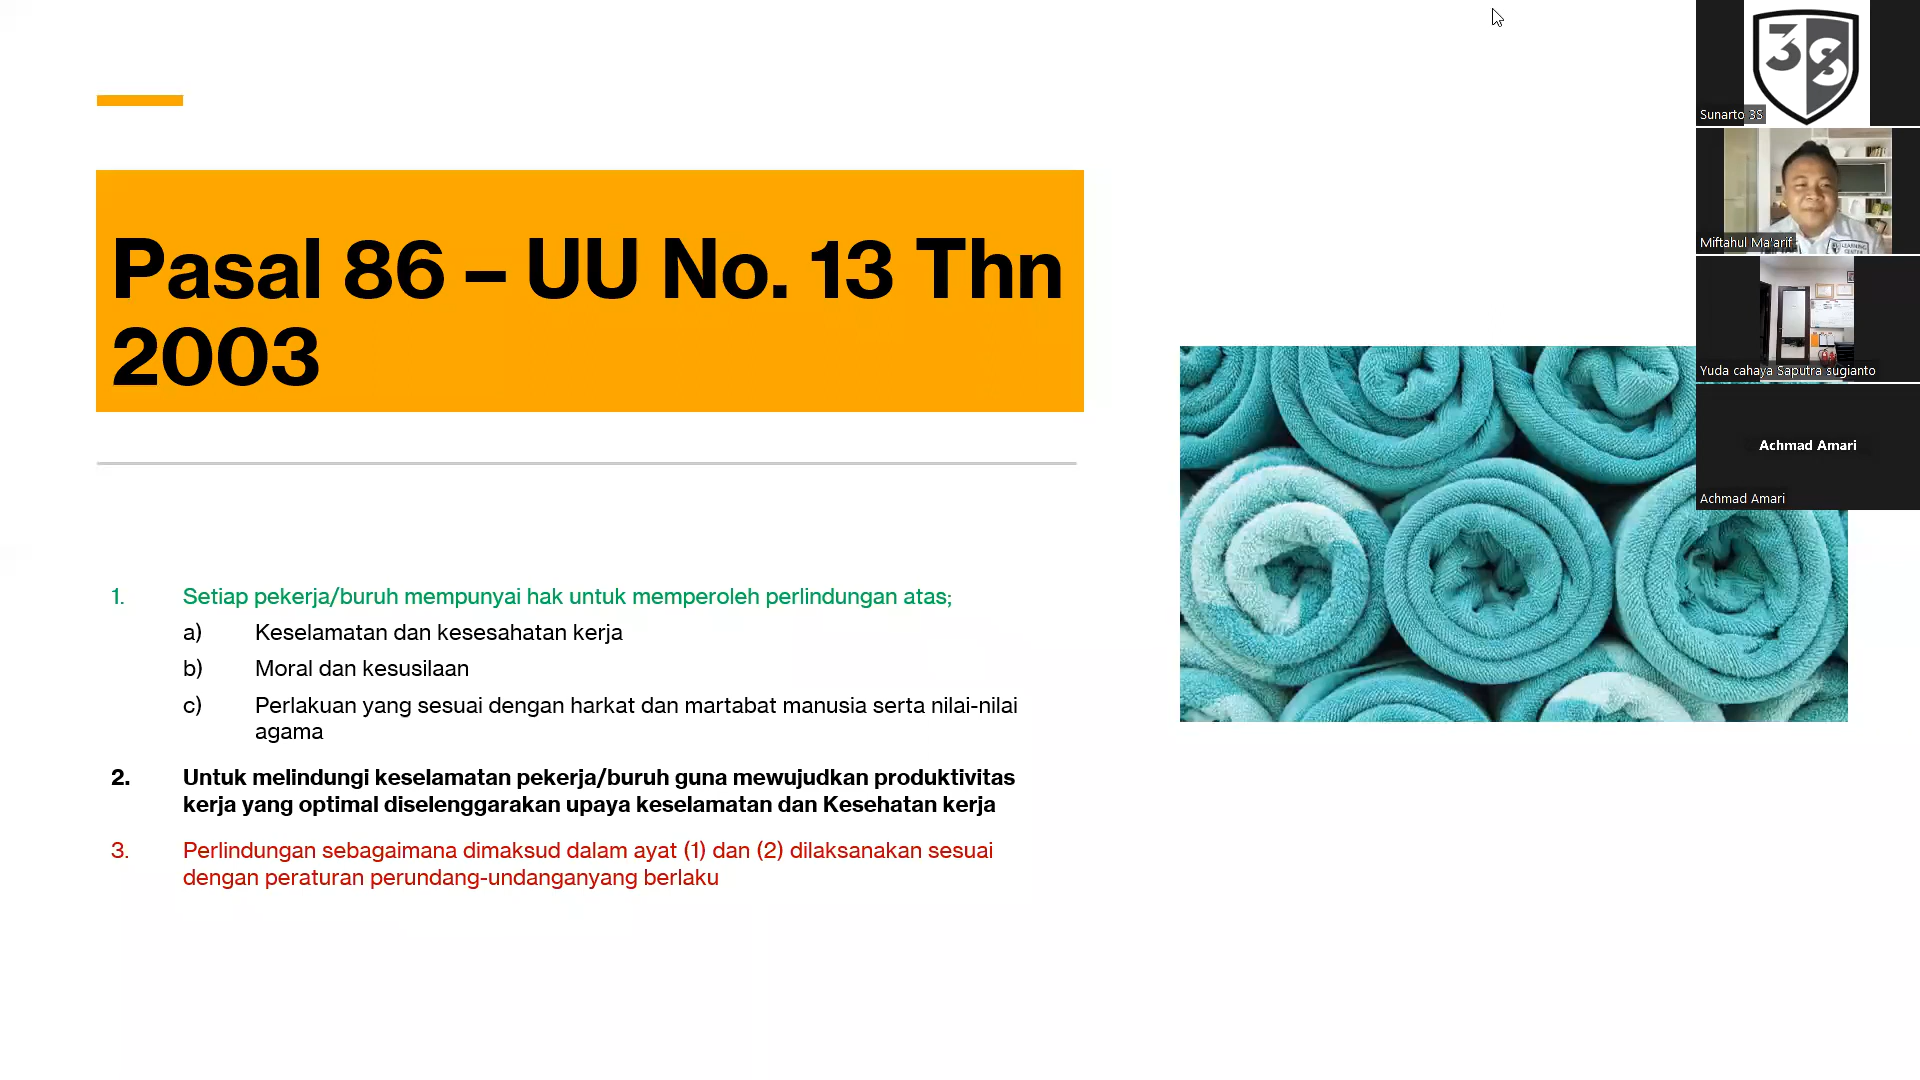 Pasal 86 – UU No. 13 Thn
2003
1. Setiap pekerja/buruh mempunyai hak untuk memperoleh perlindungan atas;
a) Keselamatan dan kesesahatan kerja
b) Moral dan kesusilaan
c) Perlakuan yang sesuai dengan harkat dan martabat manusia serta nilai-nilai
agama
2. Untuk melindungi keselamatan pekerja/buruh guna mewujudkan produktivitas
kerja yang optimal diselenggarakan upaya keselamatan dan Kesehatan kerja
3. Perlindungan sebagaimana dimaksud dalam ayat (1) dan (2) dilaksanakan sesuai
dengan peraturan perundang-undanganyang berlaku
3S
Sunarto 3S
LEARNING
CENTER
Miftahul Ma'arif
Yuda cahaya Saputra sugianto
Achmad Amari
Achmad Amari